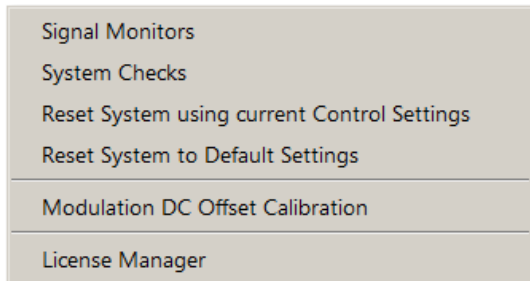 Signal Monitors
System Checks
Reset System using current Control Settings
Reset System to Default Settings
Modulation DC Offset Calibration
License Manager